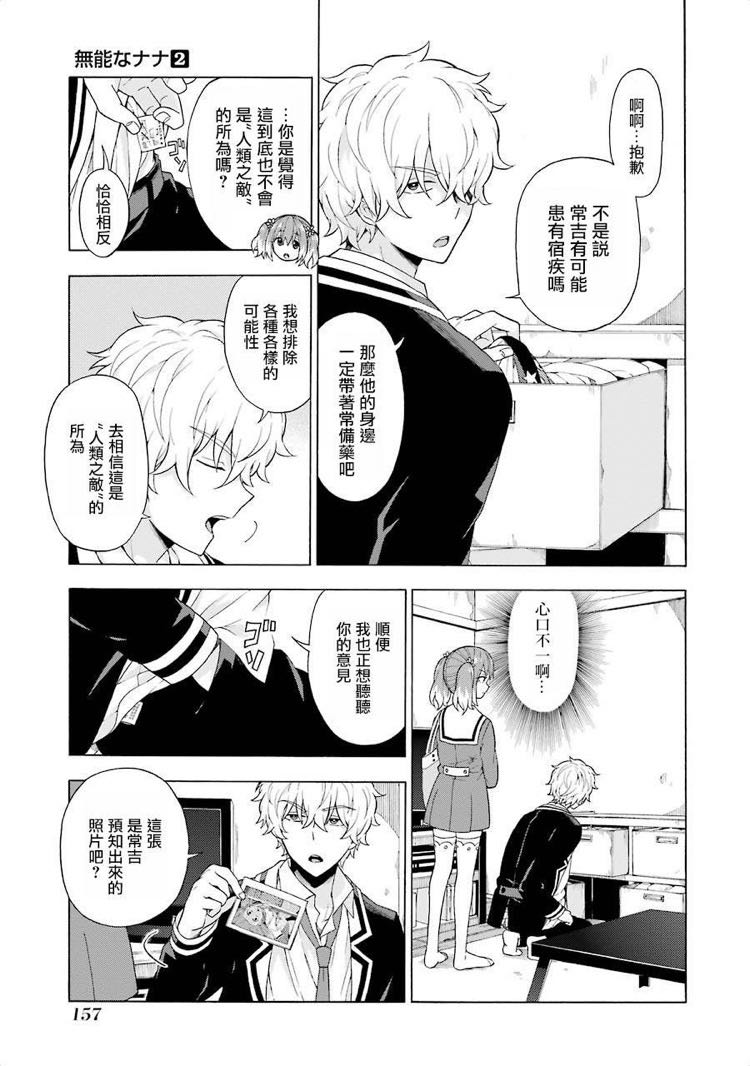 無能なナナ2
啊啊…抱歉
不是説
常吉有可能
患有宿疾嗎
那麼他的身邊
一定帶著常備藥吧
…你是覺得
這到底也不會
是〝人類之敵〞
的所為嗎？
恰恰相反
ゴソ
我想排除
各種各樣的
可能性
去相信這是
〝人類之敵〞的
所為
心口不一啊…
順便
我也正想聽聽
你的意見
ゴソ
這張
是常吉
預知出來的
照片吧？
157